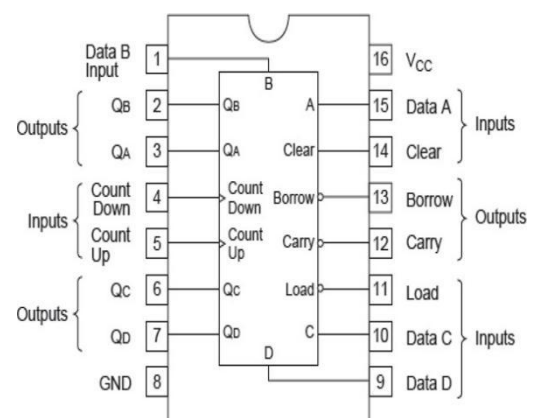 Data B
Input
1
16
VCC
B
Outputs
QB
2
QB
A
15
Data A
Inputs
QA
3
QA
Clear
14
Clear
Inputs
Count
Down
4
Count
Down
Borrow
13
Borrow
Outputs
Count
Up
5
Count
Up
Carry
12
Carry
Outputs
QC
6
QC
Load
11
Load
Inputs
QD
7
QD
C
10
Data C
D
GND
8
9
Data D